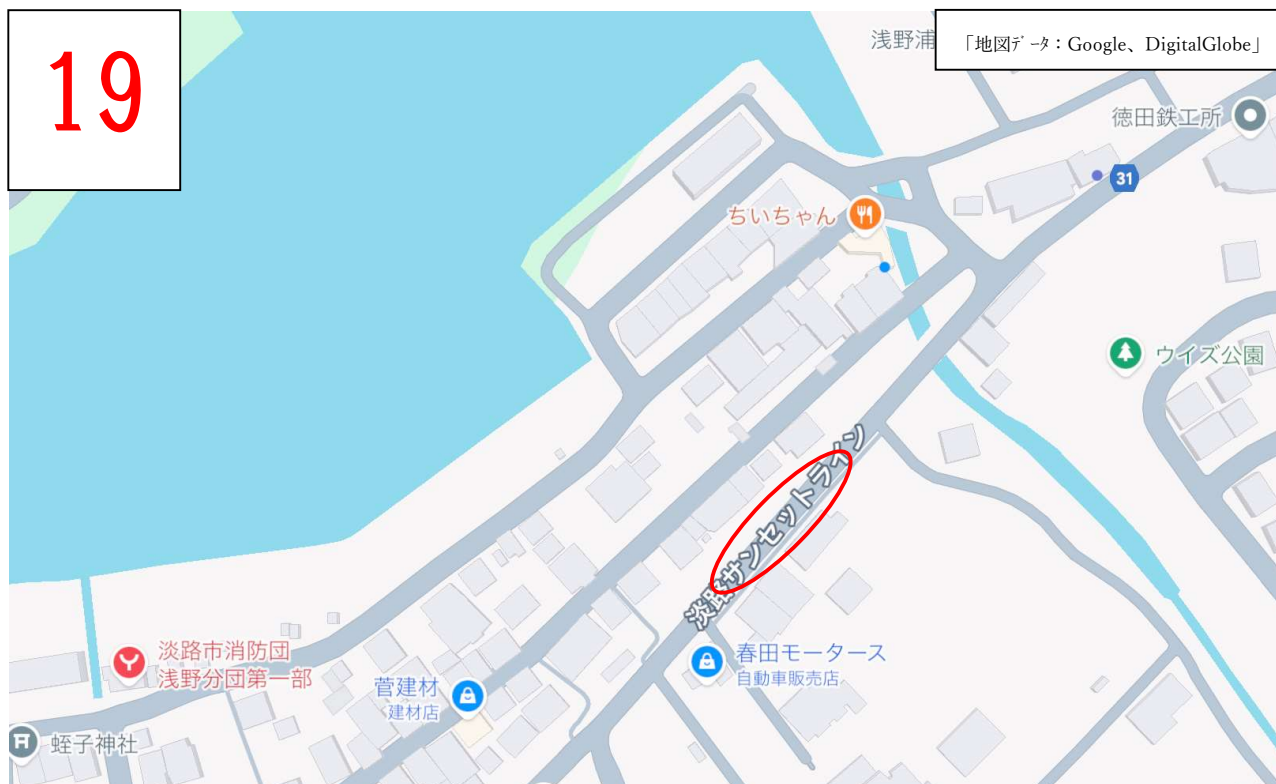 19
浅野浦
「地図データ：Google、DigitalGlobe」
徳田鉄工所
31
ちいちゃん
ウイズ公園
淡路サンセットライン
淡路市消防団
浅野分団第一部
春田モータース
自動車販売店
菅建材
建材店
蛭子神社